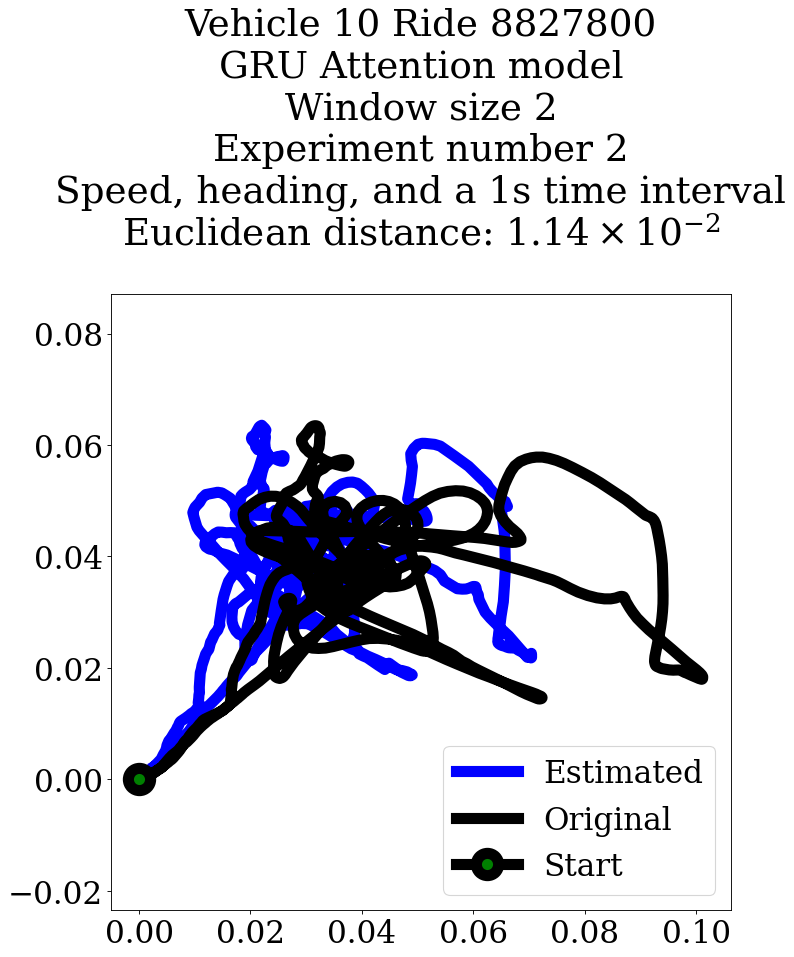 Vehicle 10 Ride 8827800
GRU Attention model
Window size 2
Experiment number 2
Speed, heading, and a 1s time interval
Euclidean distance: 1.14 × 10⁻²
0.08
0.06
0.04
0.02
0.00
−0.02
0.00 0.02 0.04 0.06 0.08 0.10
Estimated
Original
Start